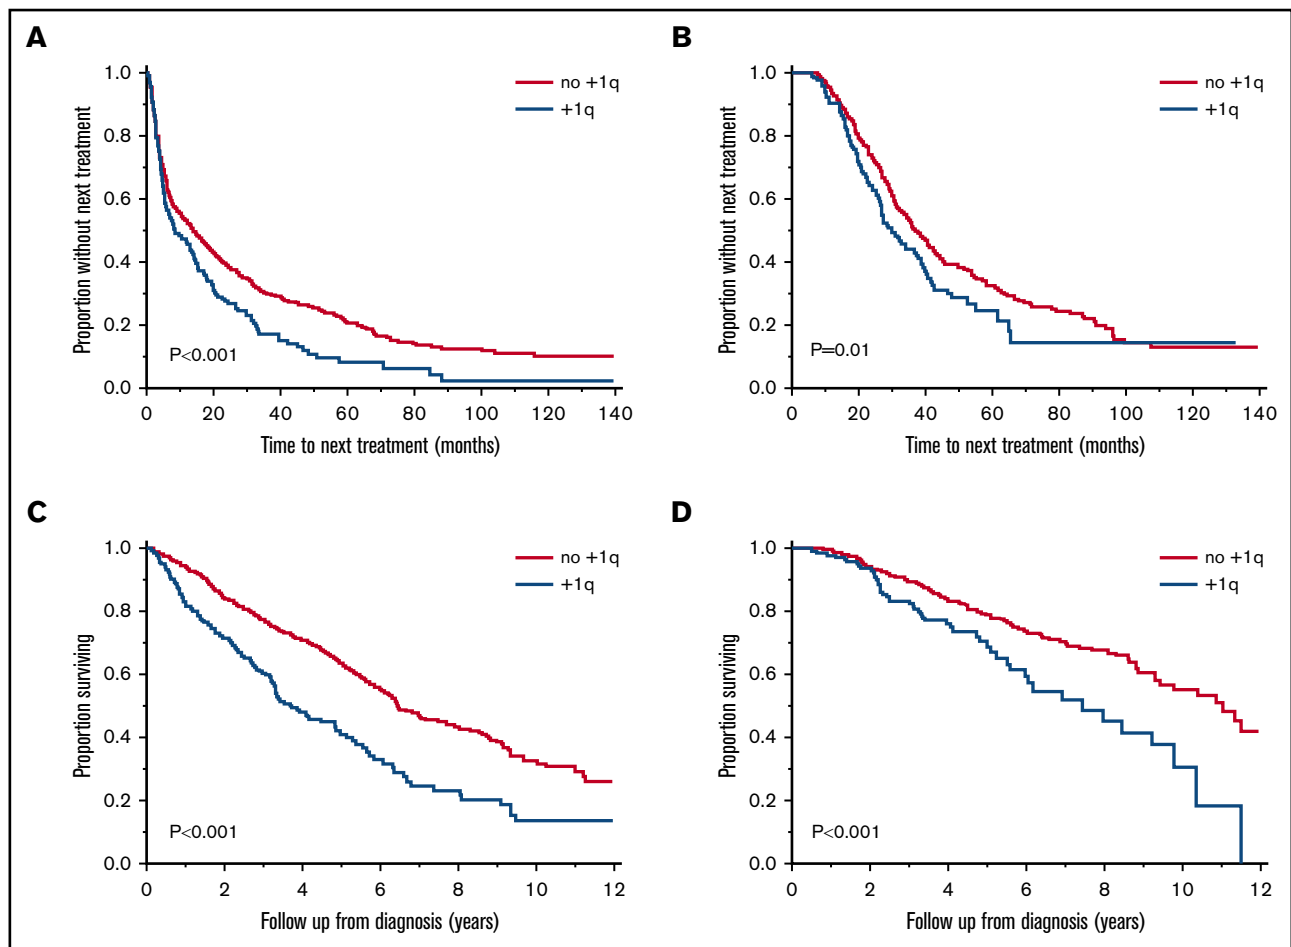 A
Proportion without next treatment
1.0
0.8
0.6
0.4
0.2
0.0
no +1q
+1q
P<0.001
0 20 40 60 80 100 120 140
Time to next treatment (months)
B
Proportion without next treatment
1.0
0.8
0.6
0.4
0.2
0.0
no +1q
+1q
P=0.01
0 20 40 60 80 100 120 140
Time to next treatment (months)
C
Proportion surviving
1.0
0.8
0.6
0.4
0.2
0.0
no +1q
+1q
P<0.001
0 2 4 6 8 10 12
Follow up from diagnosis (years)
D
Proportion surviving
1.0
0.8
0.6
0.4
0.2
0.0
no +1q
+1q
P<0.001
0 2 4 6 8 10 12
Follow up from diagnosis (years)